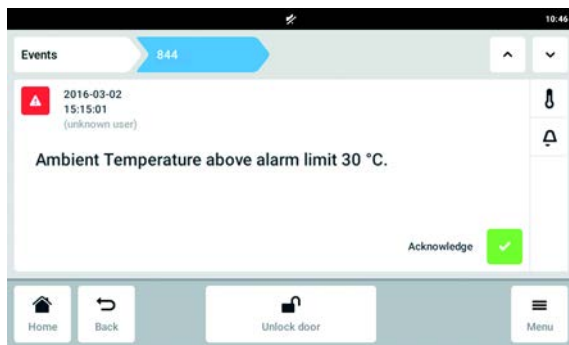 10:46
Events
844
2016-03-02
15:15:01
(unknown user)
Ambient Temperature above alarm limit 30 °C.
Acknowledge
Home
Back
Unlock door
Menu